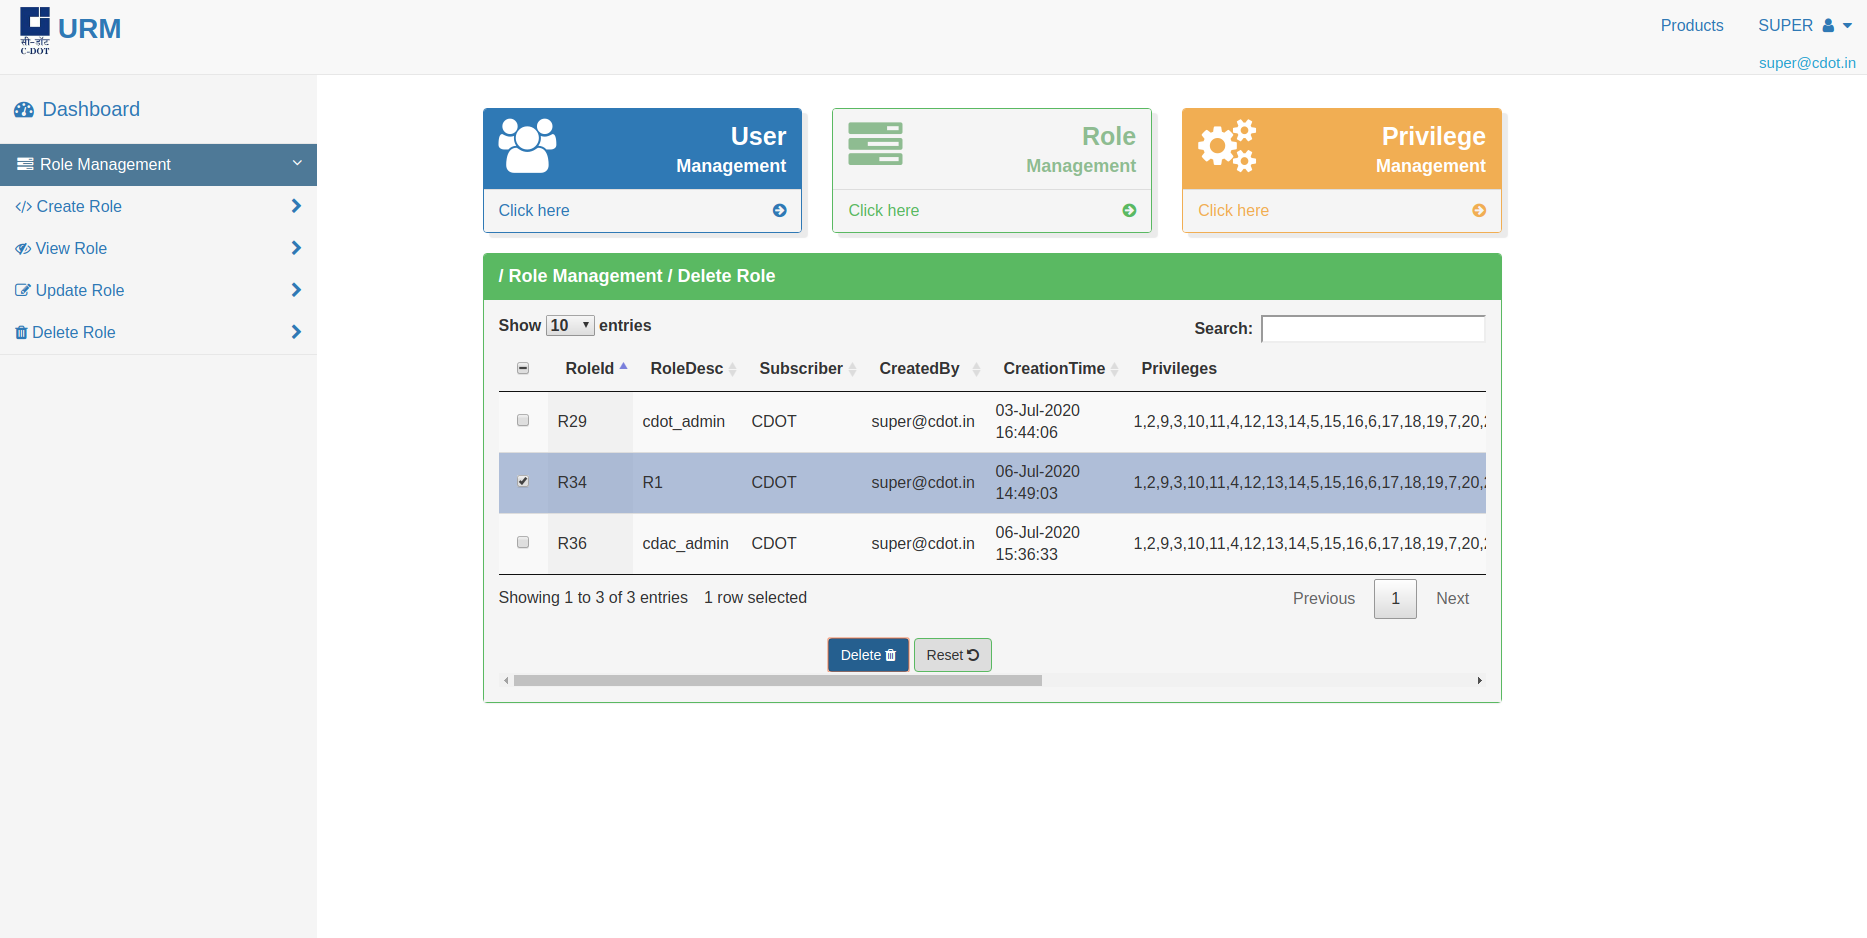 URM
सी-डॉट
C-DOT
Products
SUPER
super@cdot.in
Dashboard
Role Management
Create Role
View Role
Update Role
Delete Role
User
Management
Click here
Role
Management
Click here
Privilege
Management
Click here
/ Role Management / Delete Role
Show 10 entries
Search:
RoleId RoleDesc Subscriber CreatedBy CreationTime Privileges
R29 cdot_admin CDOT super@cdot.in 03-Jul-2020 16:44:06 1,2,9,3,10,11,4,12,13,14,5,15,16,6,17,18,19,7,20,
R34 R1 CDOT super@cdot.in 06-Jul-2020 14:49:03 1,2,9,3,10,11,4,12,13,14,5,15,16,6,17,18,19,7,20,
R36 cdac_admin CDOT super@cdot.in 06-Jul-2020 15:36:33 1,2,9,3,10,11,4,12,13,14,5,15,16,6,17,18,19,7,20,
Showing 1 to 3 of 3 entries 1 row selected
Previous 1 Next
Delete
Reset